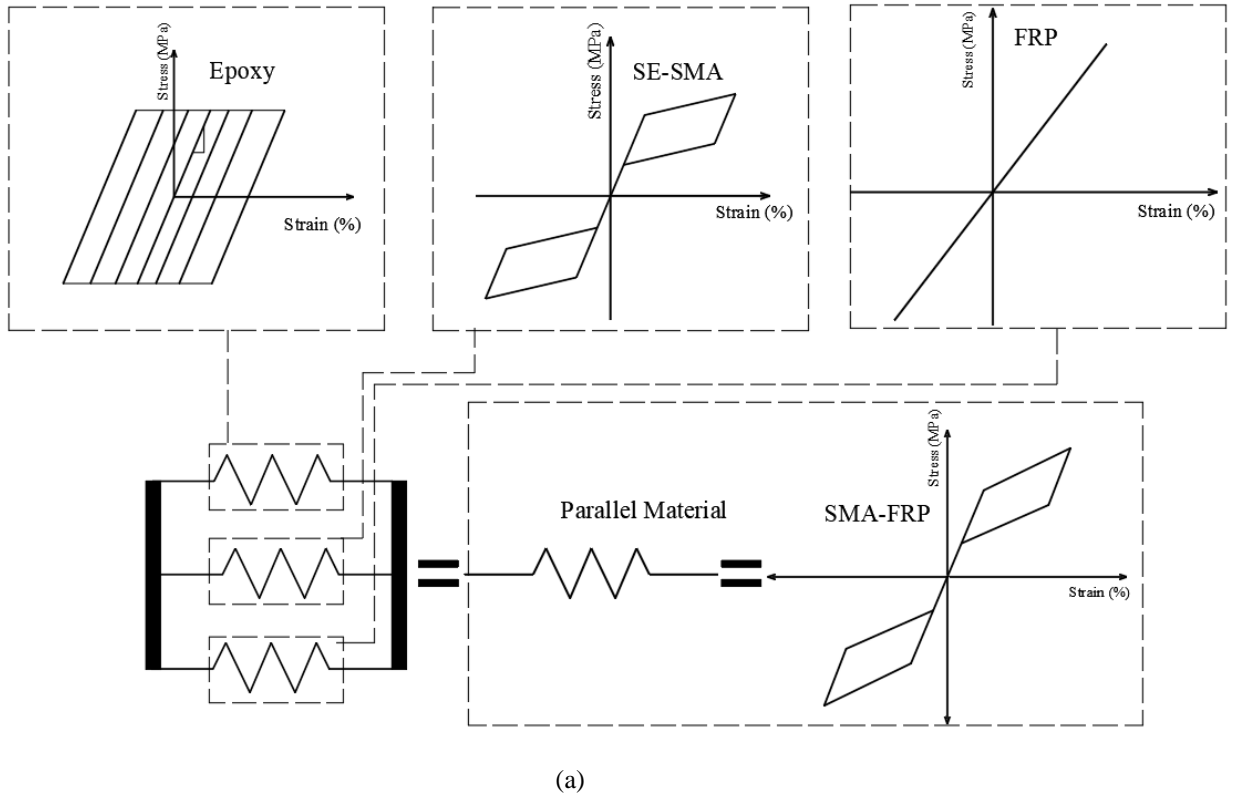 Stress (MPa)
Epoxy
Strain (%)
Stress (MPa)
SE-SMA
Strain (%)
Stress (MPa)
FRP
Strain (%)
Parallel Material
Stress (MPa)
SMA-FRP
Strain (%)
(a)